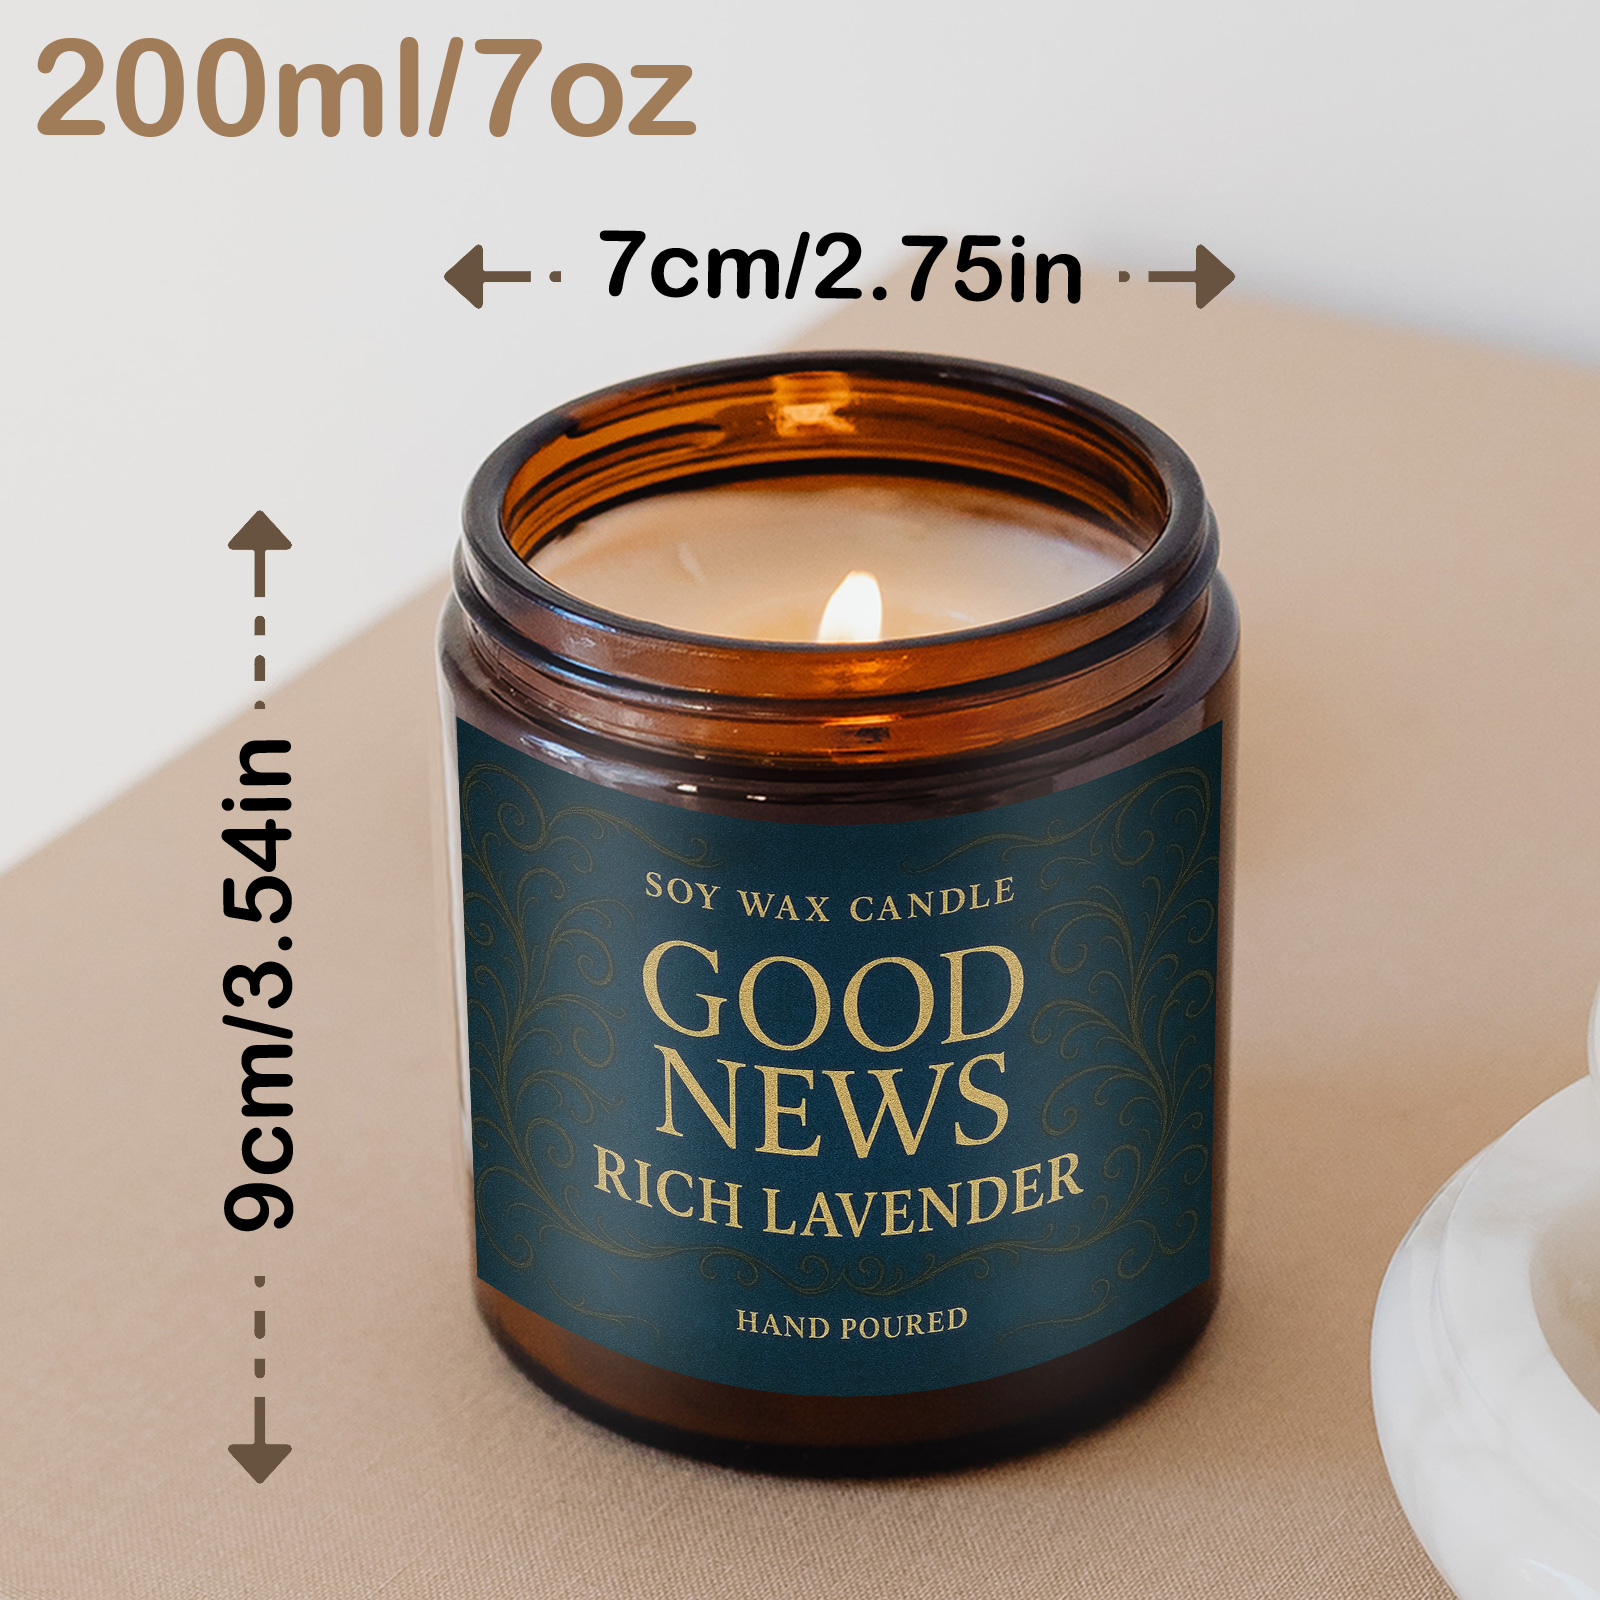 200ml/7oz
7cm/2.75in
9cm/3.54in
SOY WAX CANDLE
GOOD
NEWS
RICH LAVENDER
HAND POURED